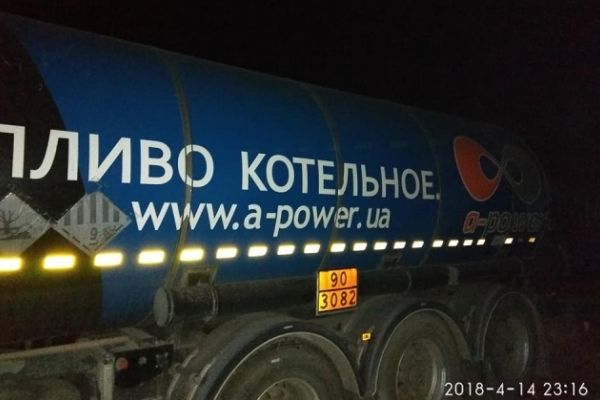 ПЛИВО КОТЕЛЬНОЕ.
www.a-power.ua
a-power
9
90
3082
2018-4-14 23:16